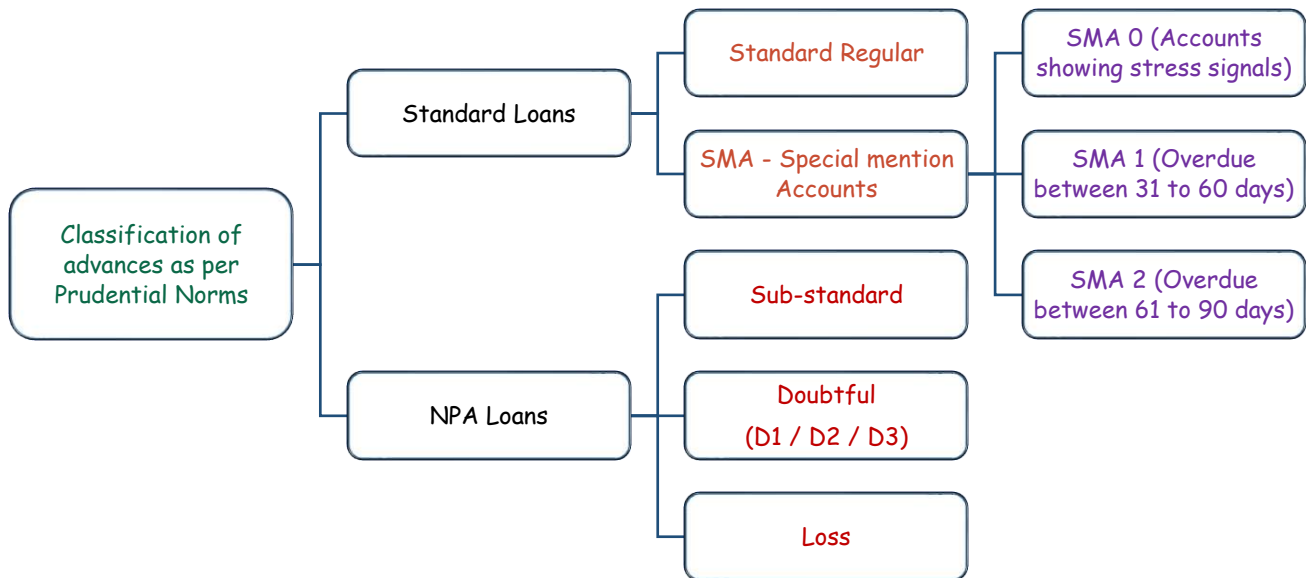 Classification of
advances as per
Prudential Norms
Standard Loans
Standard Regular
SMA - Special mention
Accounts
SMA 0 (Accounts
showing stress signals)
SMA 1 (Overdue
between 31 to 60 days)
SMA 2 (Overdue
between 61 to 90 days)
NPA Loans
Sub-standard
Doubtful
(D1 / D2 / D3)
Loss